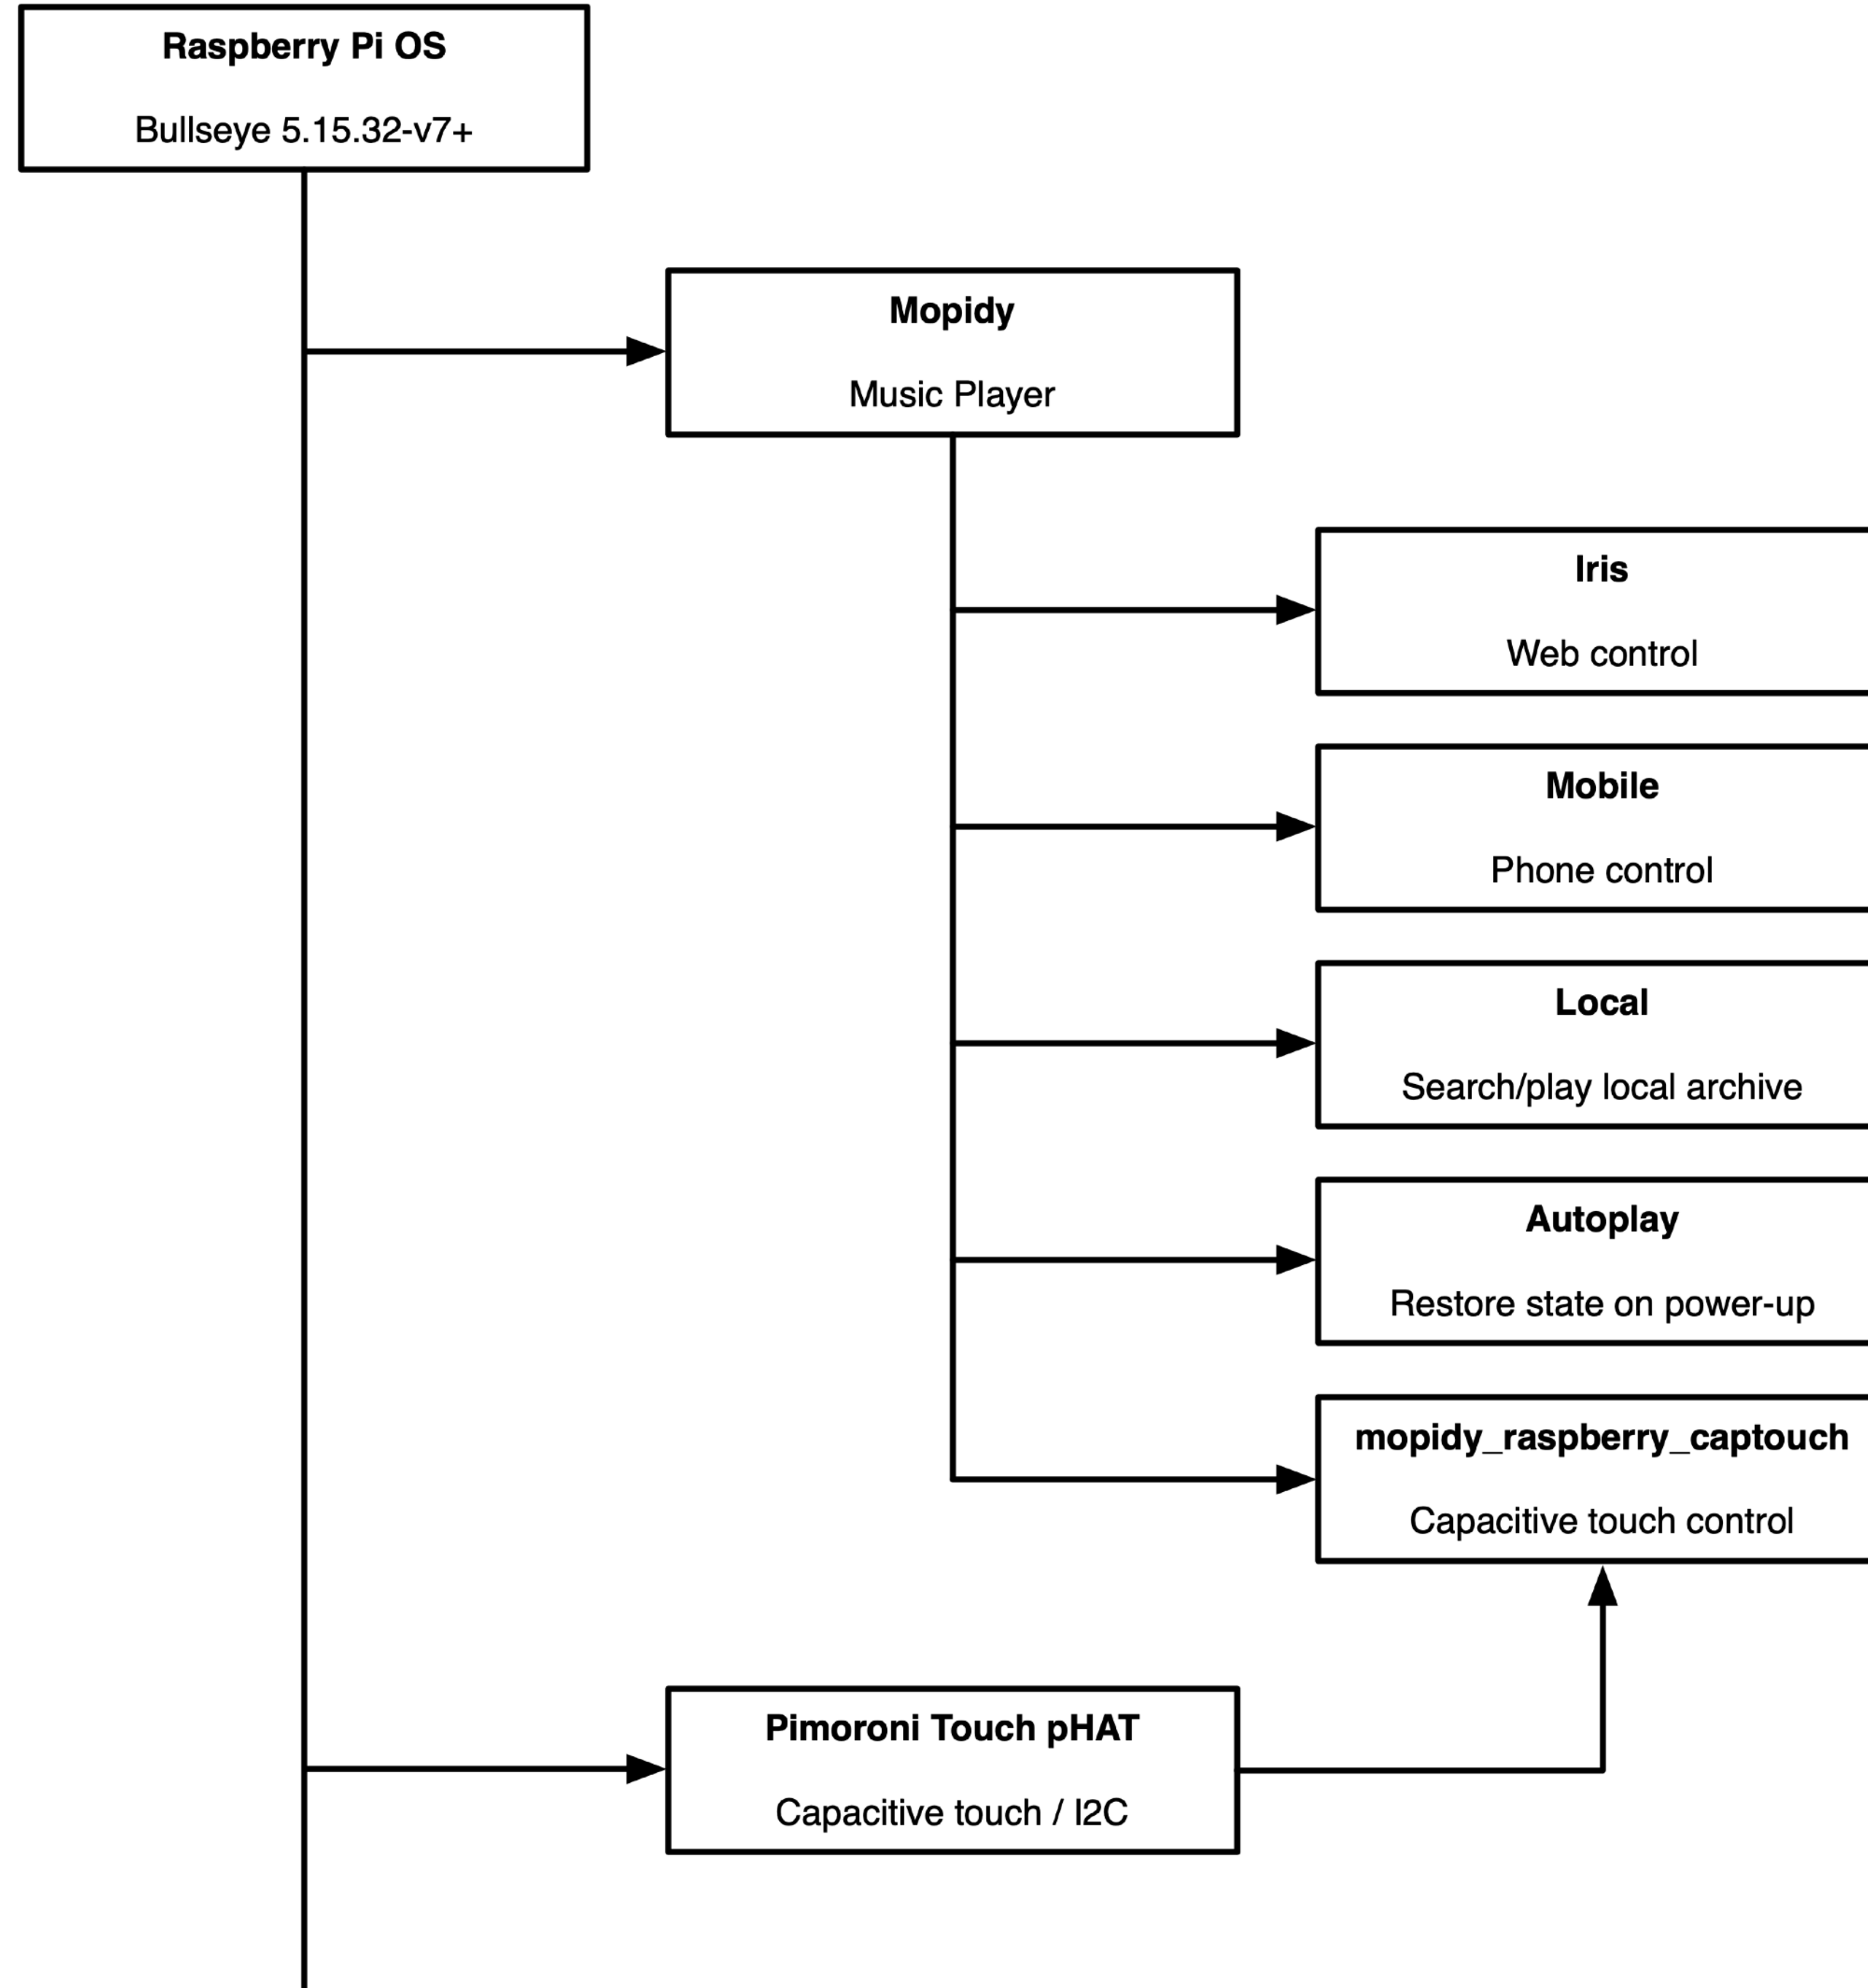 Raspberry Pi OS
Bullseye 5.15.32-v7+
Mopidy
Music Player
Iris
Web control
Mobile
Phone control
Local
Search/play local archive
Autoplay
Restore state on power-up
mopidy_raspberry_captouch
Capacitive touch control
Pimoroni Touch pHAT
Capacitive touch / I2C